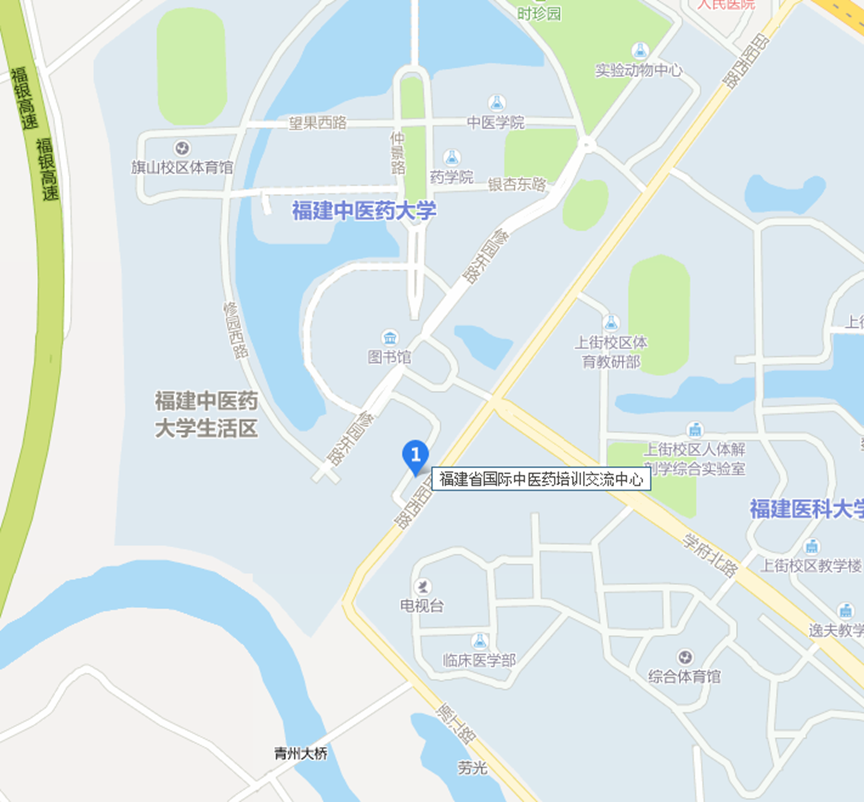 人民医院
时珍园
邱阳西路
实验动物中心
福银高速
福银高速
望果西路
中医学院
仲景路
旗山校区体育馆
药学院
银杏东路
福建中医药大学
修园东路
修园西路
上街校区体
育教研部
图书馆
福建中医药
大学生活区
修园东路
1
福建省国际中医药培训交流中心
上街校区人体解
剖学综合实验室
阳西路
福建医科大学
学府北路
上街校区教学楼
电视台
逸夫教学
临床医学部
综合体育馆
源江路
青州大桥
劳光